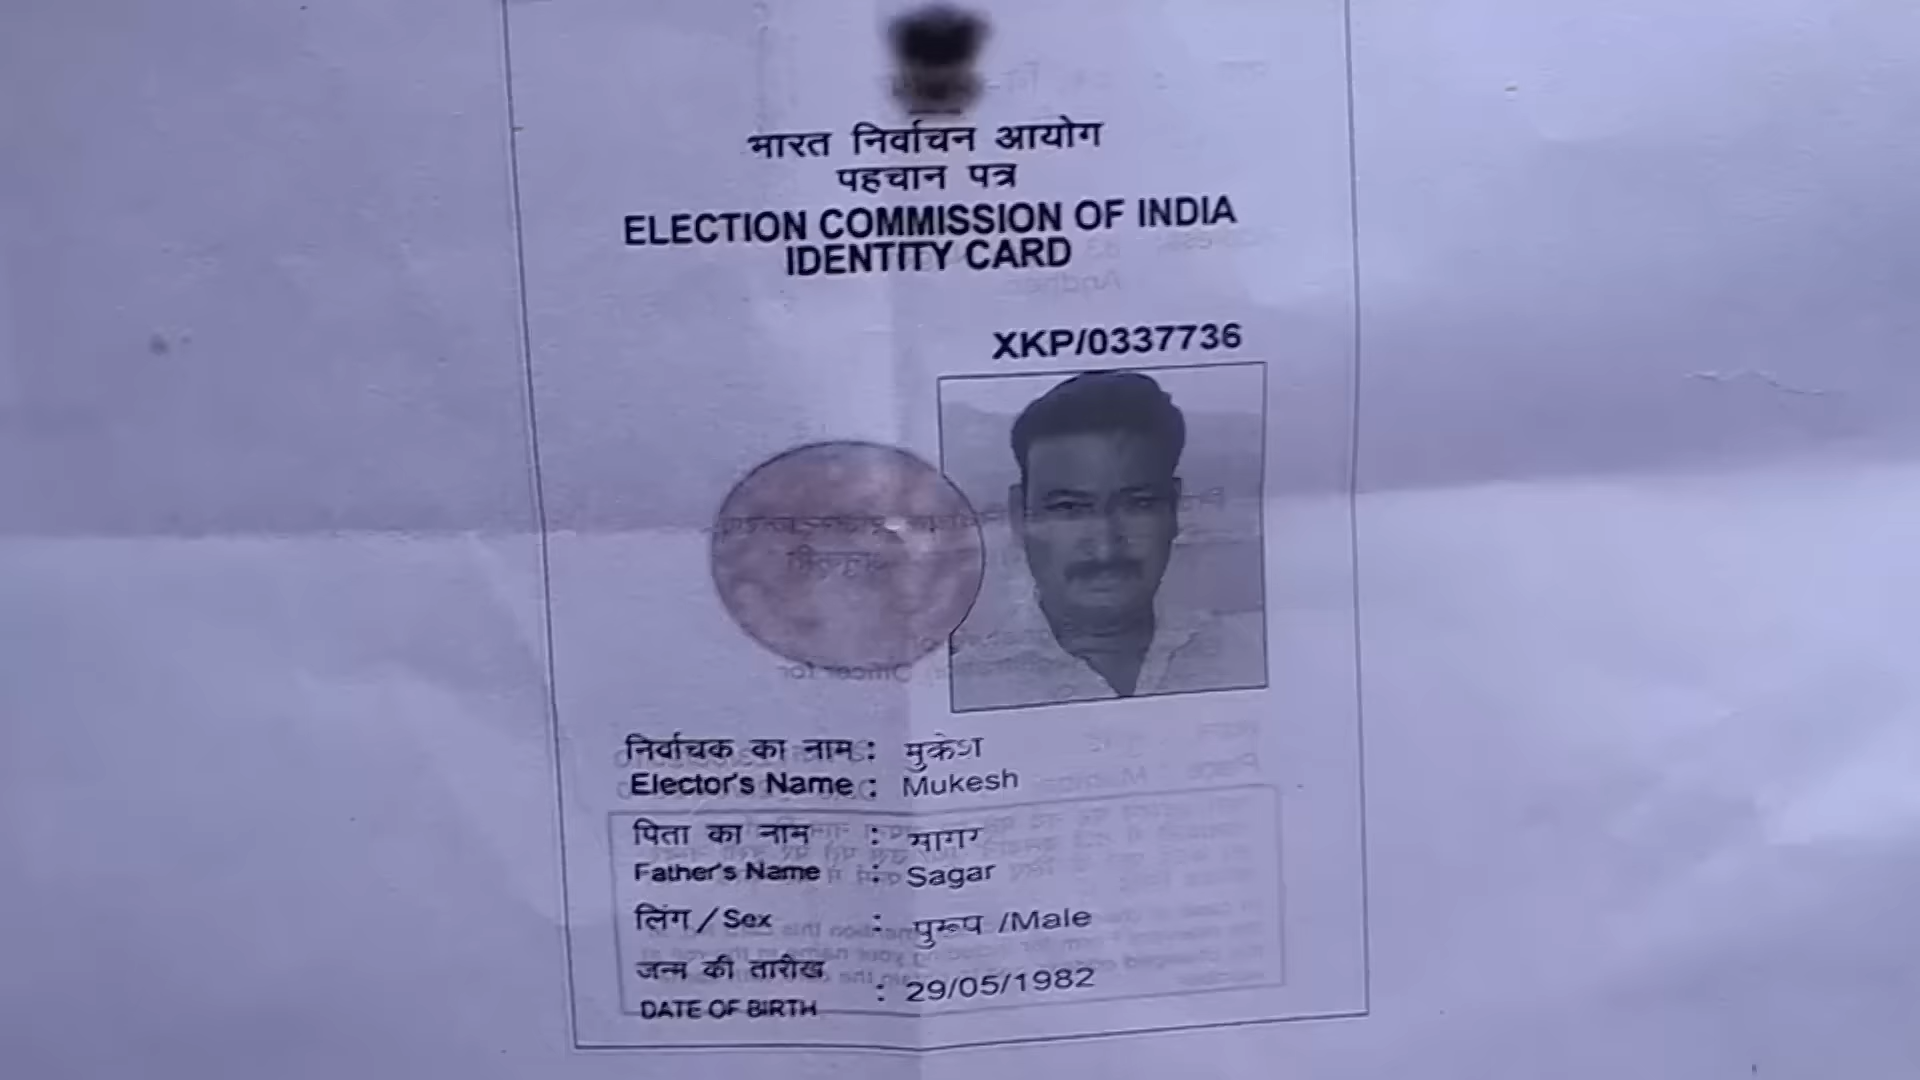 भारत निर्वाचन आयोग
पहचान पत्र
ELECTION COMMISSION OF INDIA
IDENTITY CARD
XKP/0337736
निर्वाचक का नाम : मुकेश
Elector's Name : Mukesh
पिता का नाम : सागर
Father's Name : Sagar
लिंग / Sex : पुरूष /Male
जन्म की तारीख
DATE OF BIRTH : 29/05/1982